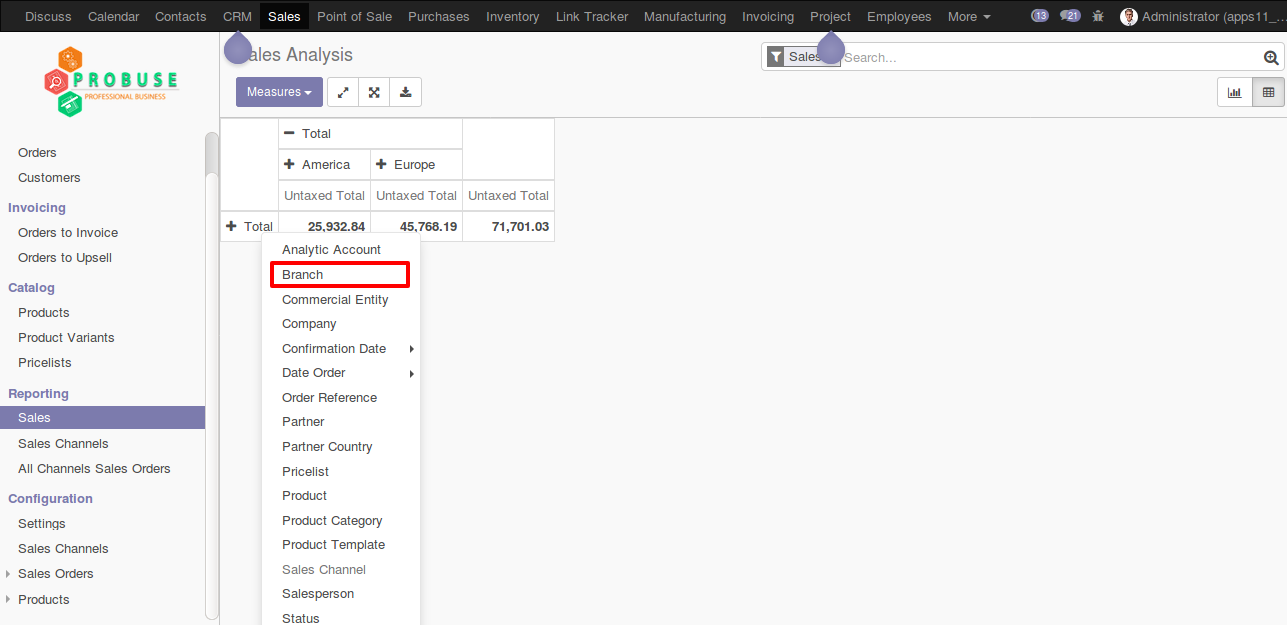 Discuss Calendar Contacts CRM Sales Point of Sale Purchases Inventory Link Tracker Manufacturing Invoicing Project Employees More 13 21 Administrator (apps11_...
PROBUSE
PROFESSIONAL BUSINESS
Orders
Customers
Invoicing
Orders to Invoice
Orders to Upsell
Catalog
Products
Product Variants
Pricelists
Reporting
Sales
Sales Channels
All Channels Sales Orders
Configuration
Settings
Sales Channels
Sales Orders
Products
ales Analysis
Sales
Search...
Measures
Total
America Europe
Untaxed Total Untaxed Total Untaxed Total
Total 25,932.84 45,768.19 71,701.03
Analytic Account
Branch
Commercial Entity
Company
Confirmation Date
Date Order
Order Reference
Partner
Partner Country
Pricelist
Product
Product Category
Product Template
Sales Channel
Salesperson
Status